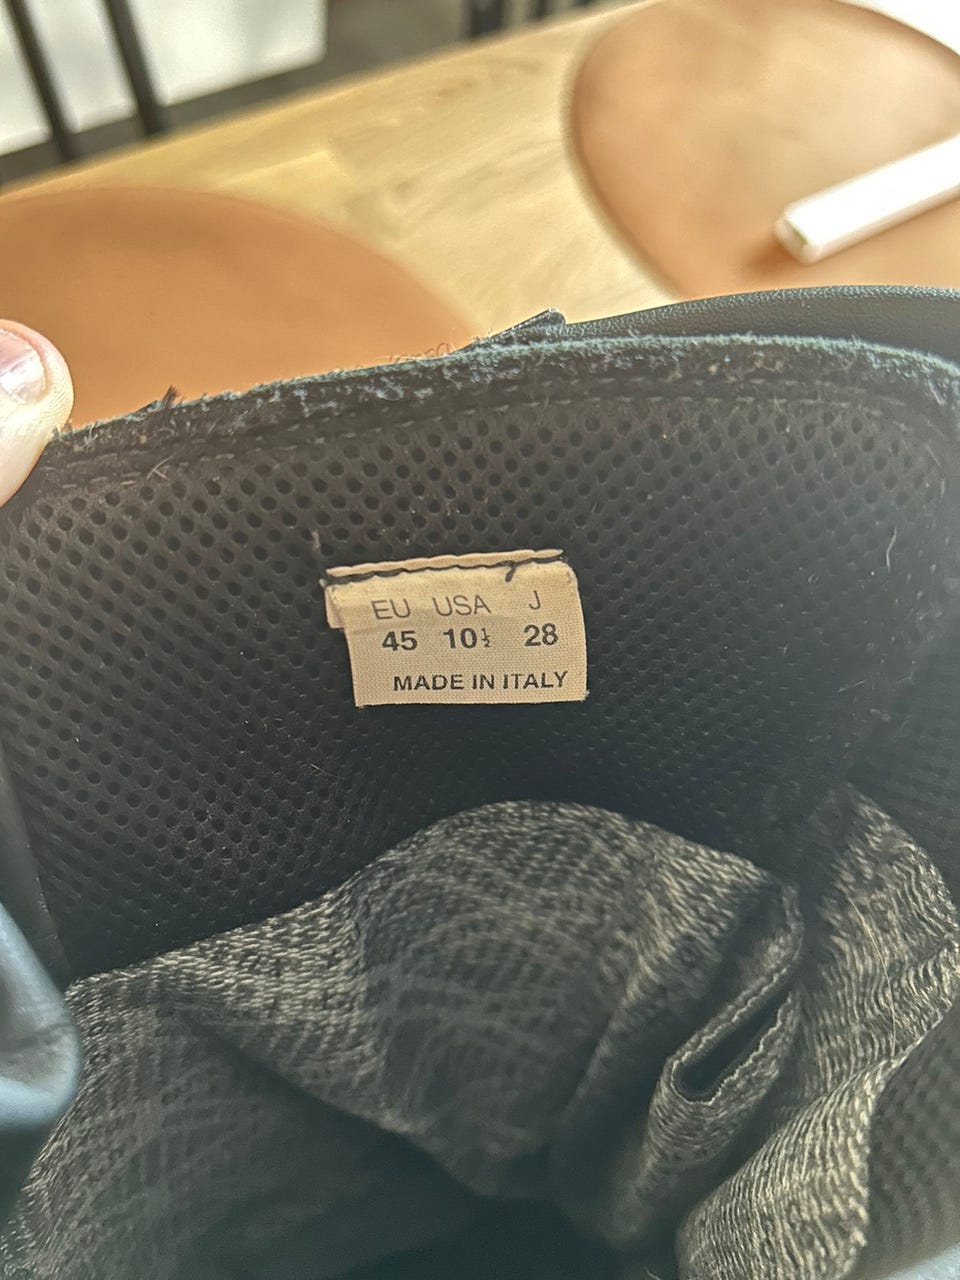 EU USA J
45 10½ 28
MADE IN ITALY